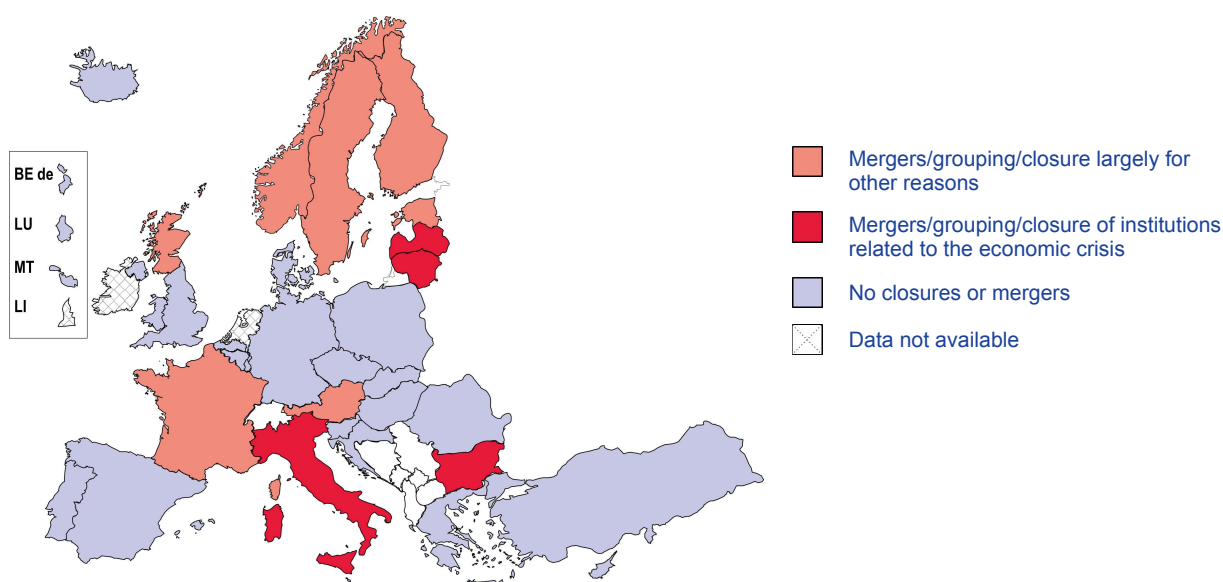 BE de
LU
MT
LI
Mergers/grouping/closure largely for
other reasons
Mergers/grouping/closure of institutions
related to the economic crisis
No closures or mergers
Data not available